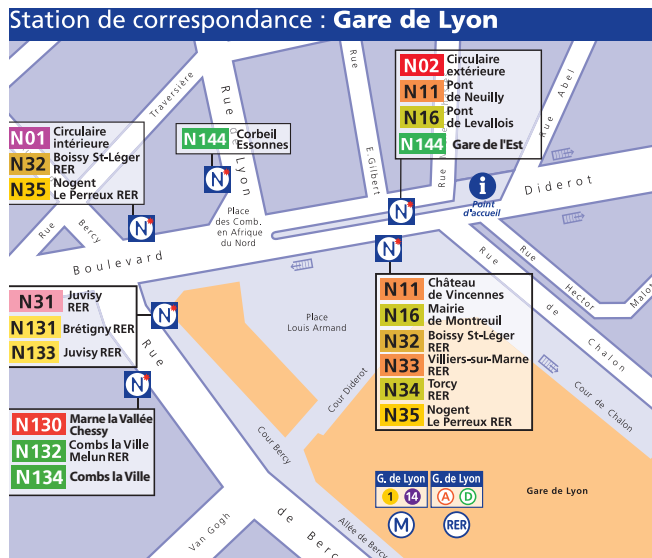 Station de correspondance : Gare de Lyon
N02 Circulaire
extérieure
N11 Pont
de Neuilly
N16 Pont
de Levallois
N144 Gare de l'Est
N01 Circulaire
intérieure
N32 Boissy St-Léger
RER
N35 Nogent
Le Perreux RER
N144 Corbeil
Essonnes
Traversière
Rue de Lyon
Rue
E.Gilbert
Rue
Rue Abel
Diderot
i
Point
d'accueil
N
N
N
N
Place
des Comb.
en Afrique
du Nord
Rue
Bercy
Boulevard
N31 Juvisy
RER
N131 Brétigny RER
N133 Juvisy RER
N
N
Place
Louis Armand
N11 Château
de Vincennes
N16 Mairie
de Montreuil
N32 Boissy St-Léger
RER
N33 Villiers-sur-Marne
RER
N34 Torcy
RER
N35 Nogent
Le Perreux RER
Rue
Hector
Malot
Rue
de
Chalon
Cour de Chalon
Rue
Cour Diderot
Cour Bercy
N130 Marne la Vallée
Chessy
N132 Combs la Ville
Melun RER
N134 Combs la Ville
G. de Lyon
1 14
M
G. de Lyon
A D
RER
Gare de Lyon
Van Gogh
de Berc
Allée de Bercy